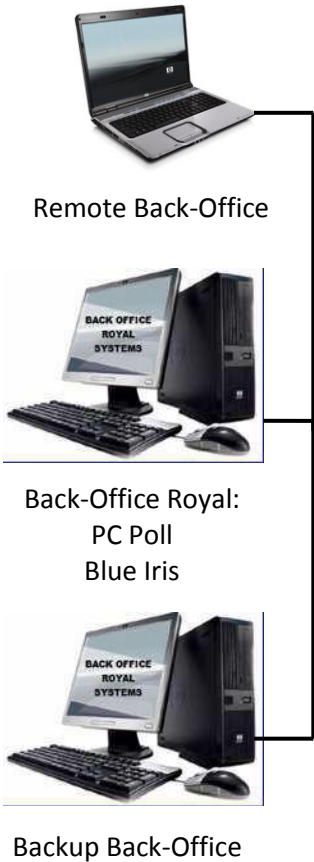 Remote Back-Office
BACK OFFICE
ROYAL
SYSTEMS
Back-Office Royal:
PC Poll
Blue Iris
BACK OFFICE
ROYAL
SYSTEMS
Backup Back-Office